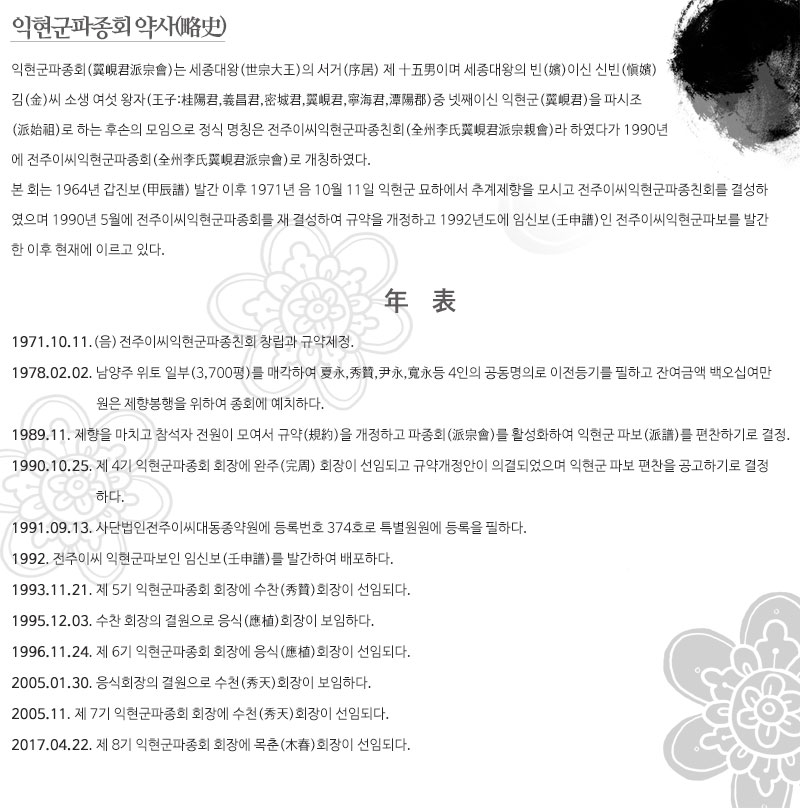 익현군파종회 약사(略史)
익현군파종회(翼峴君派宗會)는 세종대왕(世宗大王)의 서거(序居) 제 十五男이며 세종대왕의 빈(嬪)이신 신빈(愼嬪)
김(金)씨 소생 여섯 왕자(王子:桂陽君,義昌君,密城君,翼峴君,寧海君,潭陽郡)중 넷째이신 익현군(翼峴君)을 파시조
(派始祖)로 하는 후손의 모임으로 정식 명칭은 전주이씨익현군파종친회(全州李氏翼峴君派宗親會)라 하였다가 1990년
에 전주이씨익현군파종회(全州李氏翼峴君派宗會)로 개칭하였다.
본 회는 1964년 갑진보(甲辰譜) 발간 이후 1971년 음 10월 11일 익현군 묘하에서 추계제향을 모시고 전주이씨익현군파종친회를 결성하
였으며 1990년 5월에 전주이씨익현군파종회를 재 결성하여 규약을 개정하고 1992년도에 임신보(壬申譜)인 전주이씨익현군파보를 발간
한 이후 현재에 이르고 있다.
年 表
1971.10.11.(음) 전주이씨익현군파종친회 창립과 규약제정.
1978.02.02. 남양주 위토 일부(3,700평)를 매각하여 夏永,秀贊,尹永,寬永등 4인의 공동명의로 이전등기를 필하고 잔여금액 백오십여만
원은 제향봉행을 위하여 종회에 예치하다.
1989.11. 제향을 마치고 참석자 전원이 모여서 규약(規約)을 개정하고 파종회(派宗會)를 활성화하여 익현군 파보(派譜)를 편찬하기로 결정.
1990.10.25. 제 4기 익현군파종회 회장에 완주(完周) 회장이 선임되고 규약개정안이 의결되었으며 익현군 파보 편찬을 공고하기로 결정
하다.
1991.09.13. 사단법인전주이씨대동종약원에 등록번호 374호로 특별원원에 등록을 필하다.
1992. 전주이씨 익현군파보인 임신보(壬申譜)를 발간하여 배포하다.
1993.11.21. 제 5기 익현군파종회 회장에 수찬(秀贊)회장이 선임되다.
1995.12.03. 수찬 회장의 결원으로 응식(應植)회장이 보임하다.
1996.11.24. 제 6기 익현군파종회 회장에 응식(應植)회장이 선임되다.
2005.01.30. 응식회장의 결원으로 수천(秀天)회장이 보임하다.
2005.11. 제 7기 익현군파종회 회장에 수천(秀天)회장이 선임되다.
2017.04.22. 제 8기 익현군파종회 회장에 목춘(木春)회장이 선임되다.